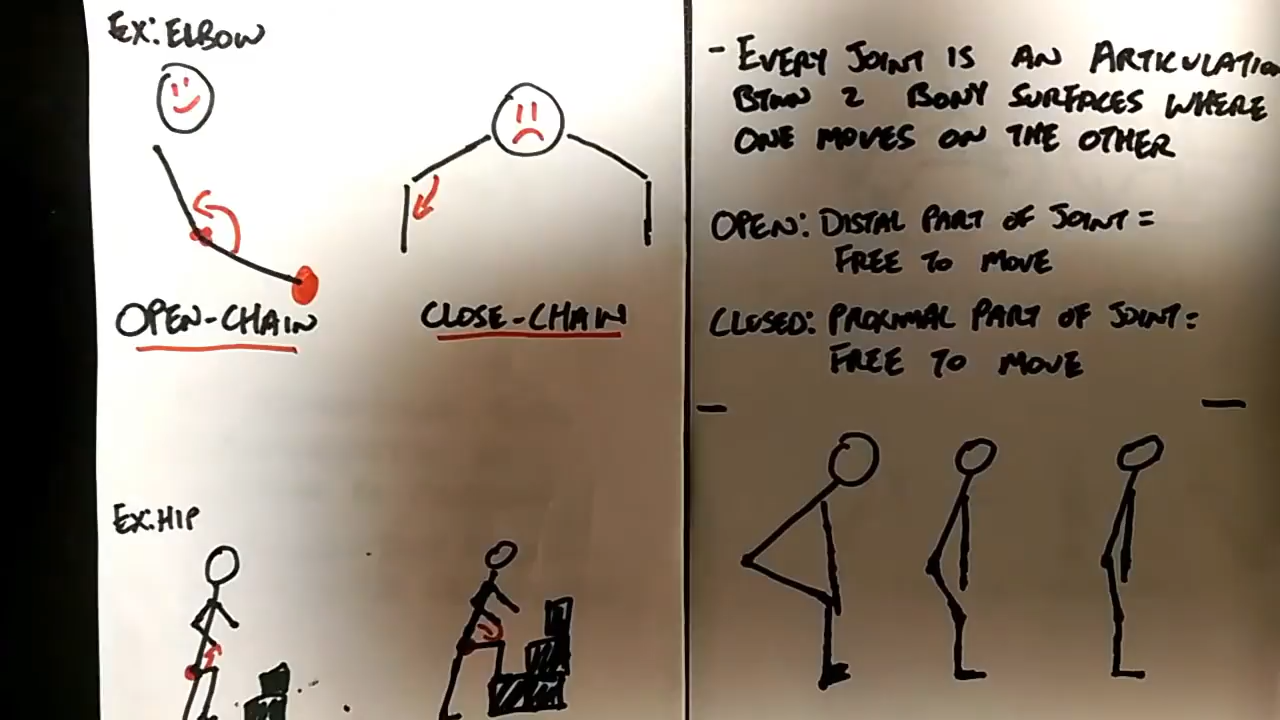 EX: ELBOW
OPEN-CHAIN
CLOSE-CHAIN
EX: HIP
- EVERY JOINT IS AN ARTICULATION
BTWN 2 BONY SURFACES WHERE
ONE MOVES ON THE OTHER
OPEN: DISTAL PART OF JOINT =
FREE TO MOVE
CLOSED: PROXIMAL PART OF JOINT =
FREE TO MOVE